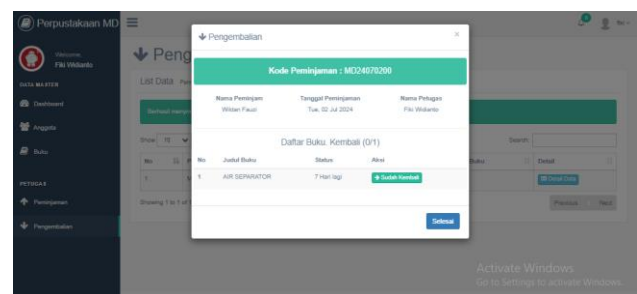 Perpustakaan MD
Welcome,
Fiki Widianto
DATA MASTER
Dashboard
Anggota
Buku
PETUGAS
Peminjaman
Pengembalian
Peng
List Data
Show 10
Search:
No
1
Showing 1 to 1 of 1
Buku
Detail
Detail Data
Previous
Next
Pengembalian
×
Kode Peminjaman : MD24070200
Nama Peminjam Tanggal Peminjaman Nama Petugas
Wildan Fauzi Tue, 02 Jul 2024 Fiki Widianto
Daftar Buku. Kembali (0/1)
No Judul Buku Status Aksi
1 AIR SEPARATOR 7 Hari lagi Sudah Kembali
Selesai
Activate Windows
Go to Settings to activate Windows.